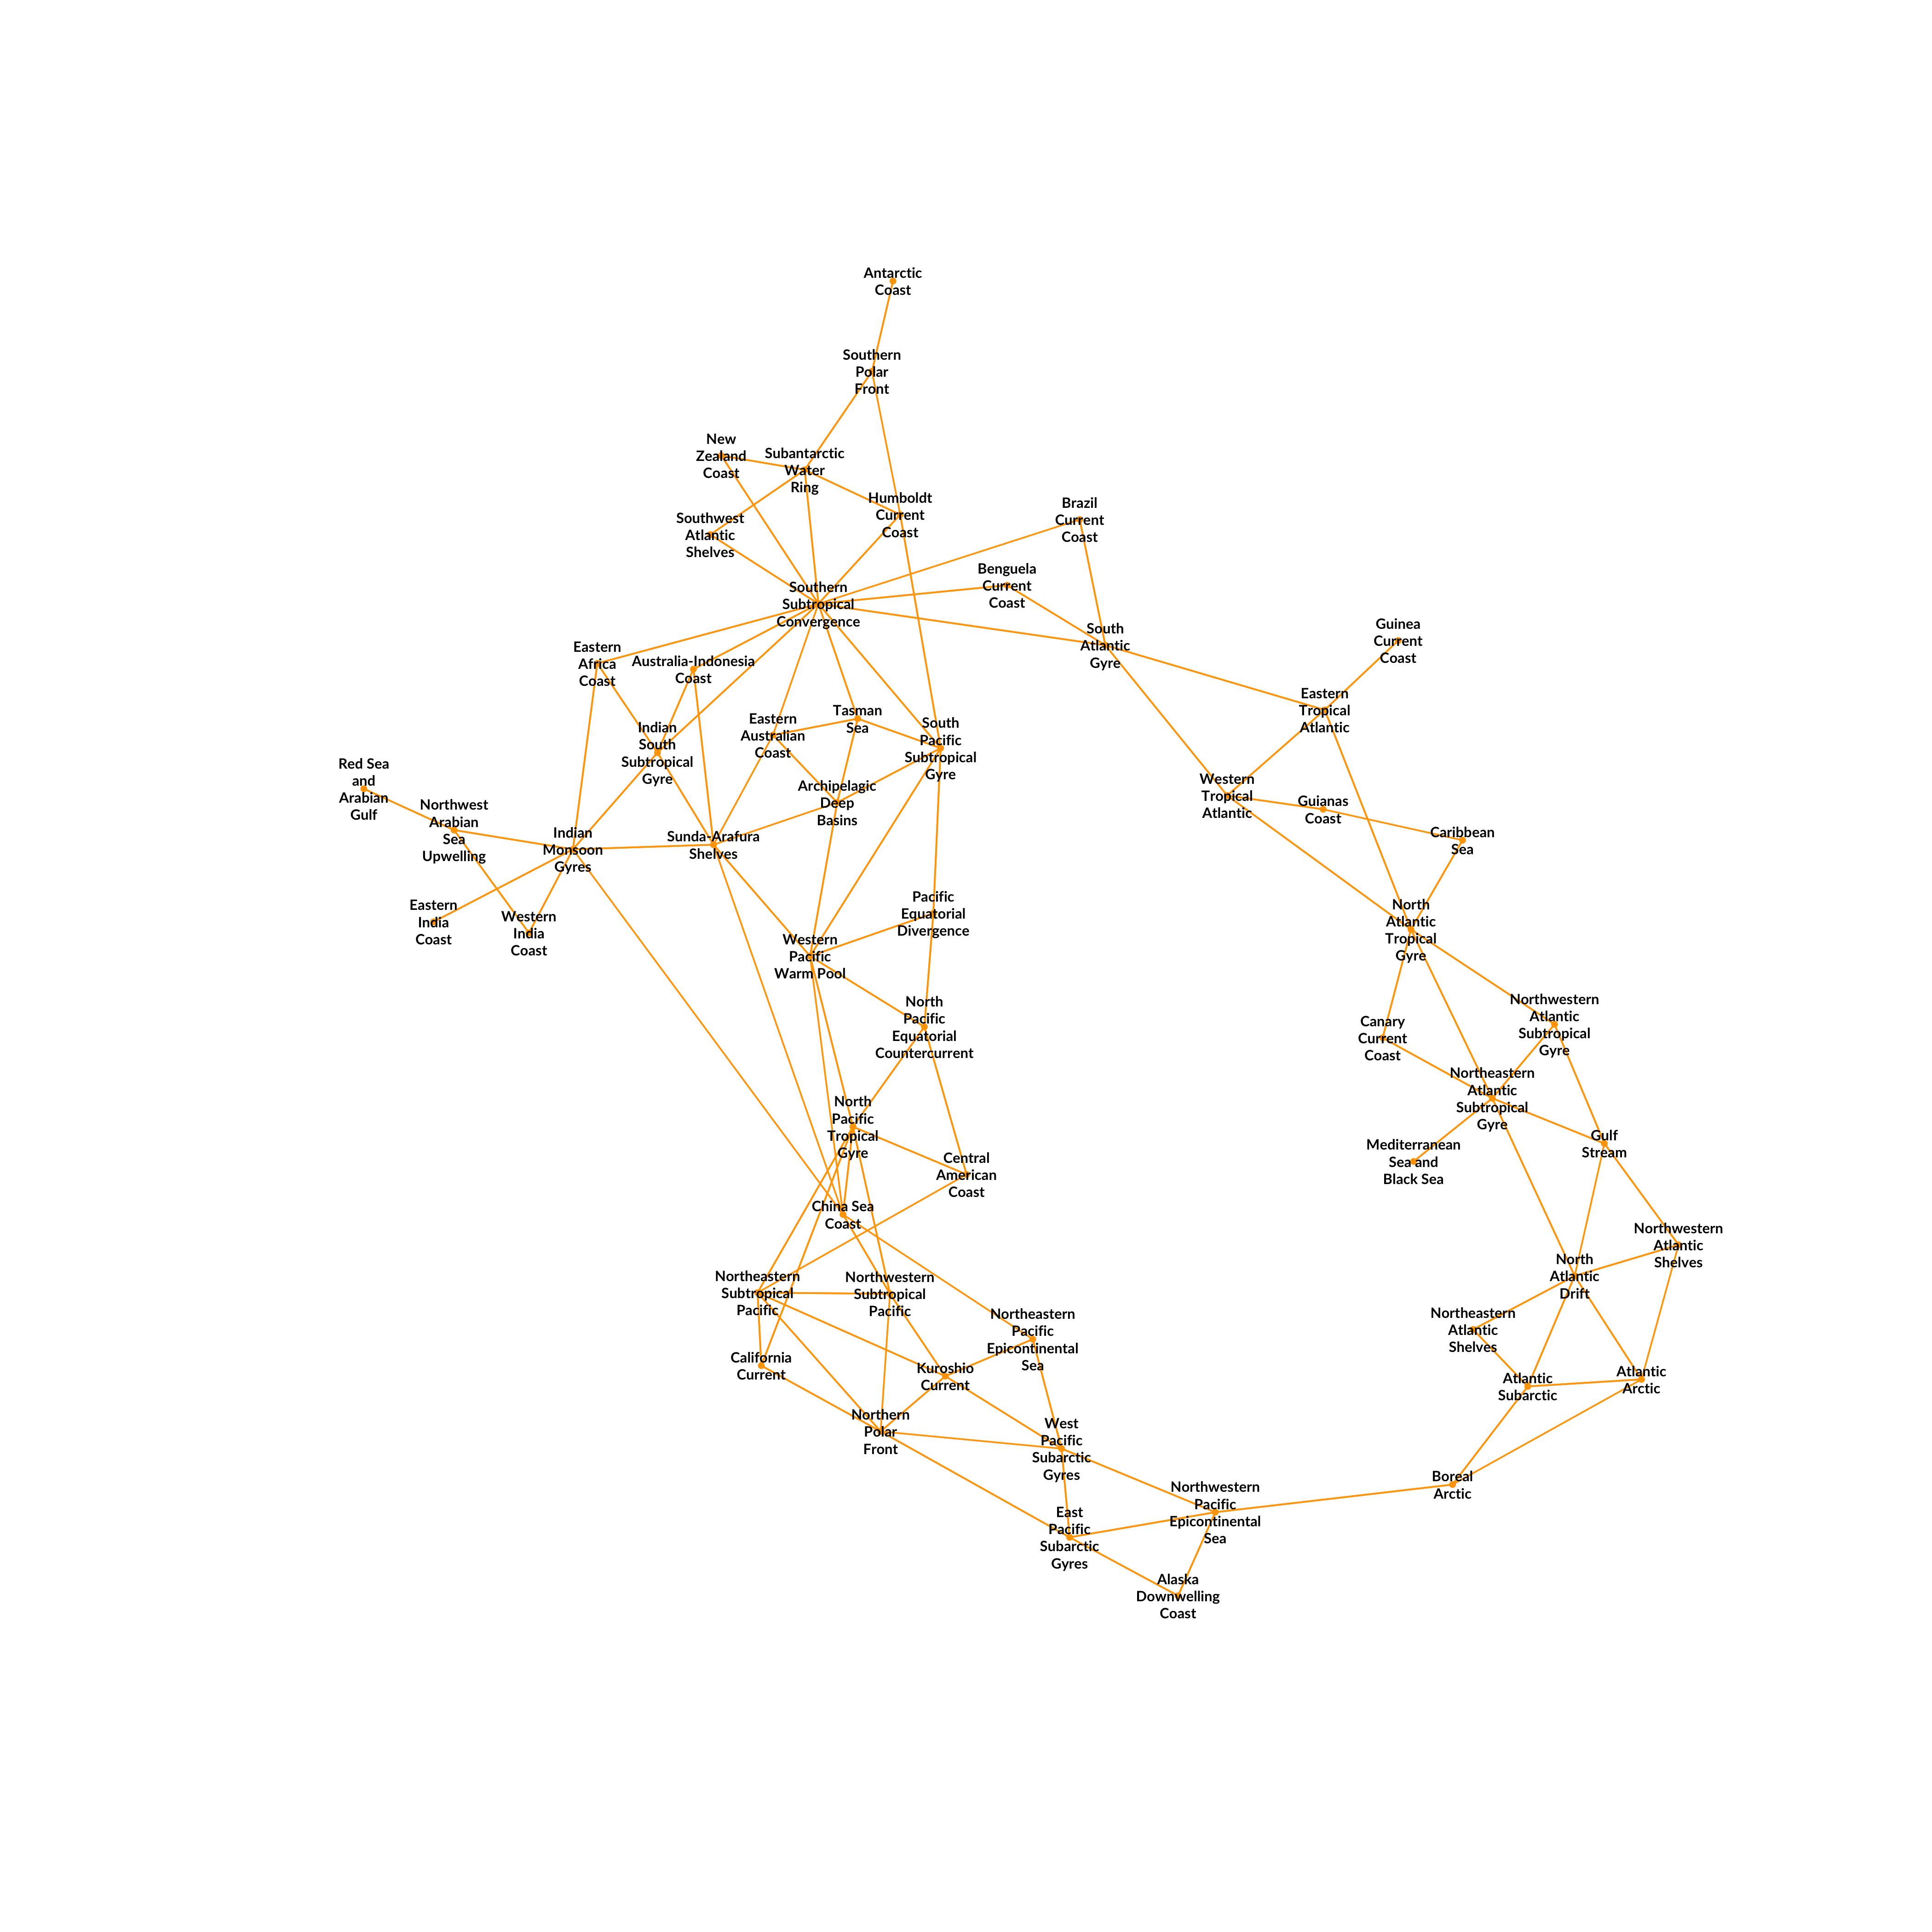 Antarctic
Coast
Southern
Polar
Front
New
Zealand
Coast
Subantarctic
Water
Ring
Humboldt
Current
Coast
Southwest
Atlantic
Shelves
Brazil
Current
Coast
Benguela
Current
Coast
Southern
Subtropical
Convergence
South
Atlantic
Gyre
Guinea
Current
Coast
Eastern
Africa
Coast
Australia-Indonesia
Coast
Eastern
Tropical
Atlantic
Tasman
Sea
Eastern
Australian
Coast
South
Pacific
Subtropical
Gyre
Indian
South
Subtropical
Gyre
Red Sea
and
Arabian
Gulf
Northwest
Arabian
Sea
Upwelling
Archipelagic
Deep
Basins
Western
Tropical
Atlantic
Guianas
Coast
Caribbean
Sea
Indian
Monsoon
Gyres
Sunda-Arafura
Shelves
Eastern
India
Coast
Western
India
Coast
Pacific
Equatorial
Divergence
North
Atlantic
Tropical
Gyre
Western
Pacific
Warm Pool
North
Pacific
Equatorial
Countercurrent
Northwestern
Atlantic
Subtropical
Gyre
Canary
Current
Coast
Northeastern
Atlantic
Subtropical
Gyre
North
Pacific
Tropical
Gyre
Gulf
Stream
Mediterranean
Sea and
Black Sea
Central
American
Coast
China Sea
Coast
Northwestern
Atlantic
Shelves
North
Atlantic
Drift
Northeastern
Subtropical
Pacific
Northwestern
Subtropical
Pacific
Northeastern
Pacific
Epicontinental
Sea
Northeastern
Atlantic
Shelves
California
Current
Kuroshio
Current
Atlantic
Subarctic
Atlantic
Arctic
Northern
Polar
Front
West
Pacific
Subarctic
Gyres
Boreal
Arctic
Northwestern
Pacific
Epicontinental
Sea
East
Pacific
Subarctic
Gyres
Alaska
Downwelling
Coast